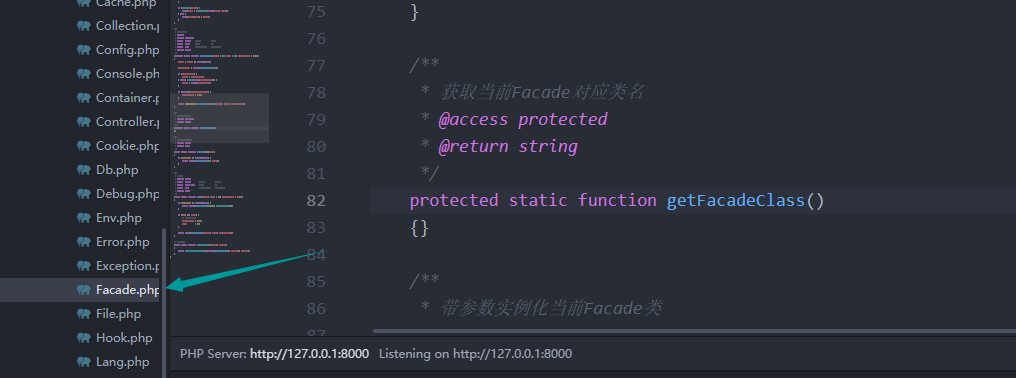 Cache.php
Collection.
Config.php
Console.ph
Container.p
Controller.p
Cookie.php
Db.php
Debug.php
Env.php
Error.php
Exception.p
Facade.php
File.php
Hook.php
Lang.php
75 }
76
77 /**
78 * 获取当前Facade对应类名
79 * @access protected
80 * @return string
81 */
82 protected static function getFacadeClass()
83 {}
84
85 /**
86 * 带参数实例化当前Facade类
87
PHP Server: http://127.0.0.1:8000 Listening on http://127.0.0.1:8000